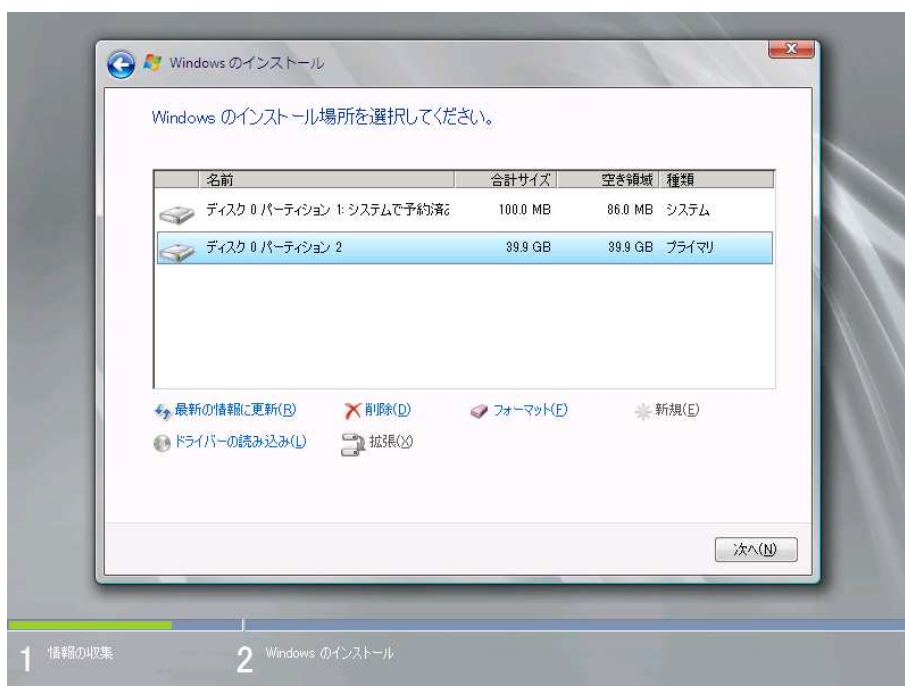 Windows のインストール
Windows のインストール場所を選択してください。
名前 合計サイズ 空き領域 種類
ディスク 0 パーティション 1: システムで予約済み 100.0 MB 86.0 MB システム
ディスク 0 パーティション 2 39.9 GB 39.9 GB プライマリ
最新の情報に更新(R) 削除(D) フォーマット(F) 新規(E)
ドライバーの読み込み(L) 拡張(X)
次へ(N)
1 情報の収集 2 Windows のインストール